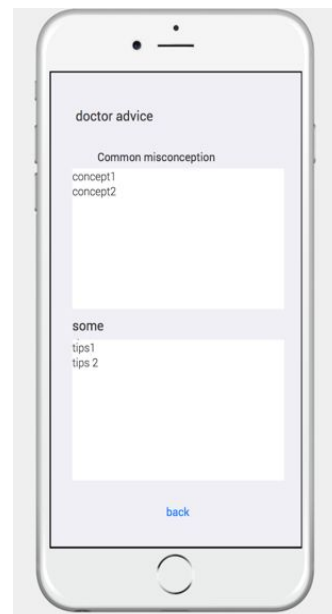 doctor advice
Common misconception
concept1
concept2
some
tips1
tips 2
back